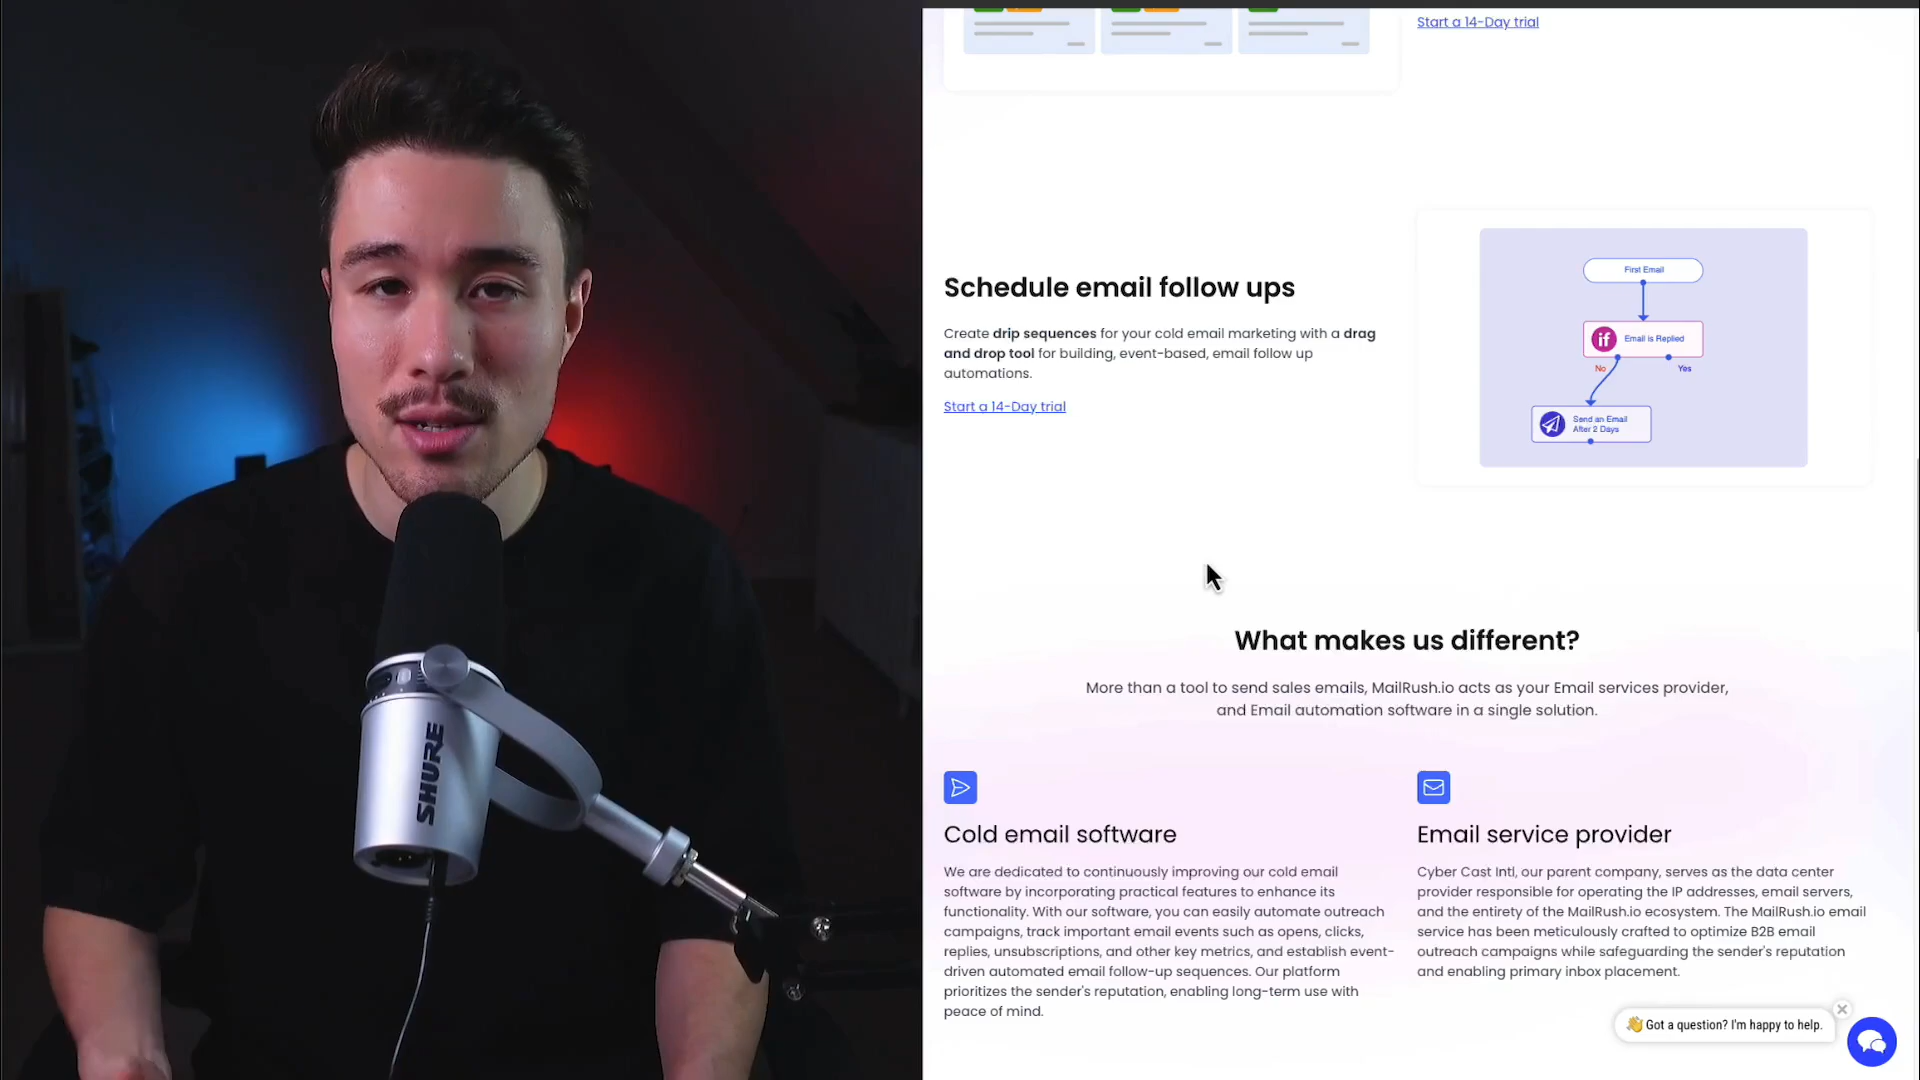 Start a 14-Day trial
Schedule email follow ups
Create drip sequences for your cold email marketing with a drag
and drop tool for building, event-based, email follow up
automations.
Start a 14-Day trial
First Email
if Email is Replied
No Yes
Send an Email
After 2 Days
What makes us different?
More than a tool to send sales emails, MailRush.io acts as your Email services provider,
and Email automation software in a single solution.
Cold email software
We are dedicated to continuously improving our cold email
software by incorporating practical features to enhance its
functionality. With our software, you can easily automate outreach
campaigns, track important email events such as opens, clicks,
replies, unsubscriptions, and other key metrics, and establish event-
driven automated email follow-up sequences. Our platform
prioritizes the sender's reputation, enabling long-term use with
peace of mind.
Email service provider
Cyber Cast Intl, our parent company, serves as the data center
provider responsible for operating the IP addresses, email servers,
and the entirety of the MailRush.io ecosystem. The MailRush.io email
service has been meticulously crafted to optimize B2B email
outreach campaigns while safeguarding the sender's reputation
and enabling primary inbox placement.
👋 Got a question? I'm happy to help.
SHURE